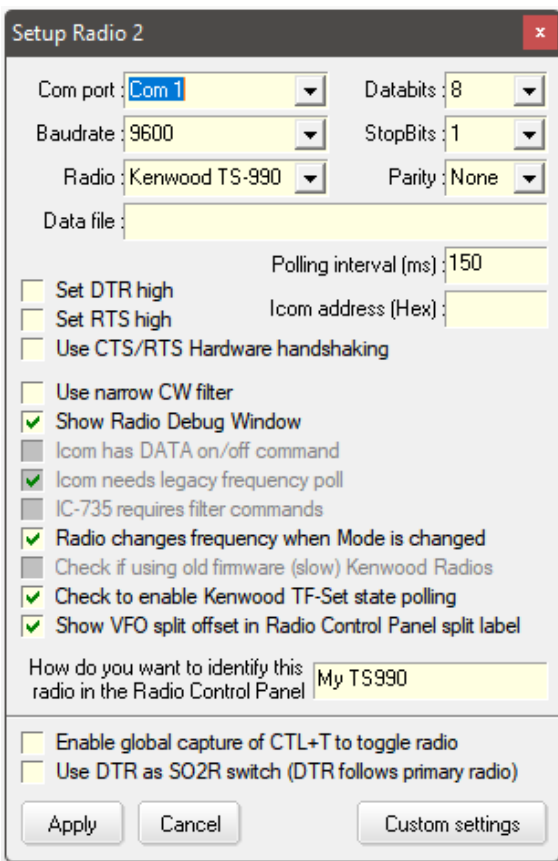 Setup Radio 2 x
Com port : Com 1 Databits : 8
Baudrate : 9600 StopBits : 1
Radio : Kenwood TS-990 Parity : None
Data file :
Polling interval (ms) : 150
Set DTR high
Icom address (Hex) :
Set RTS high
Use CTS/RTS Hardware handshaking
Use narrow CW filter
Show Radio Debug Window
Icom has DATA on/off command
Icom needs legacy frequency poll
IC-735 requires filter commands
Radio changes frequency when Mode is changed
Check if using old firmware (slow) Kenwood Radios
Check to enable Kenwood TF-Set state polling
Show VFO split offset in Radio Control Panel split label
How do you want to identify this
radio in the Radio Control Panel My TS990
Enable global capture of CTL+T to toggle radio
Use DTR as SO2R switch (DTR follows primary radio)
Apply Cancel Custom settings